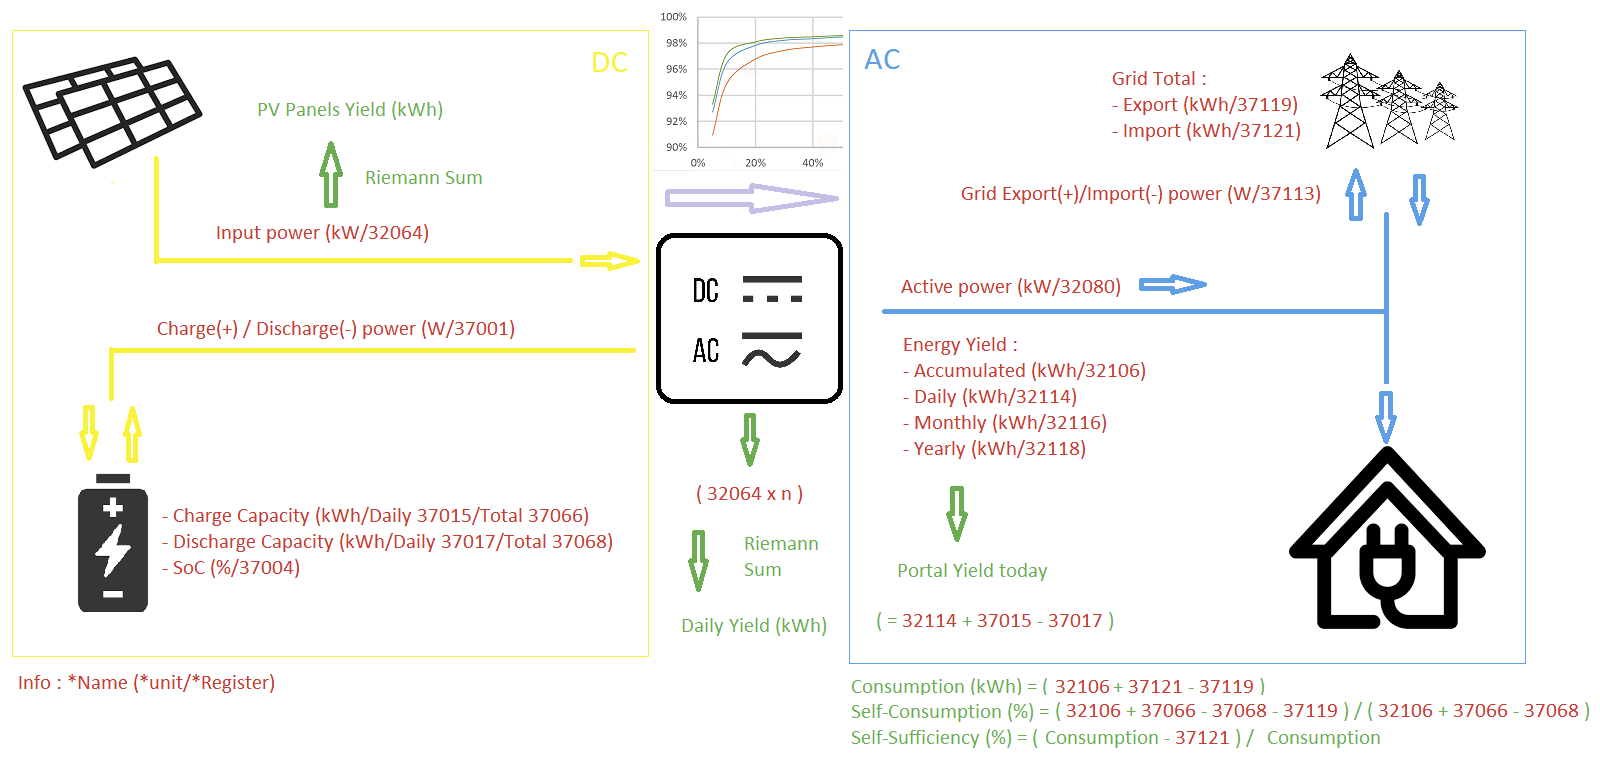 DC
PV Panels Yield (kWh)
Riemann Sum
Input power (kW/32064)
Charge(+) / Discharge(-) power (W/37001)
- Charge Capacity (kWh/Daily 37015/Total 37066)
- Discharge Capacity (kWh/Daily 37017/Total 37068)
- SoC (%/37004)
Info : *Name (*unit/*Register)
100%
98%
96%
94%
92%
90%
0% 20% 40%
DC
AC
( 32064 x n )
Riemann
Sum
Daily Yield (kWh)
AC
Grid Total :
- Export (kWh/37119)
- Import (kWh/37121)
Grid Export(+)/Import(-) power (W/37113)
Active power (kW/32080)
Energy Yield :
- Accumulated (kWh/32106)
- Daily (kWh/32114)
- Monthly (kWh/32116)
- Yearly (kWh/32118)
Portal Yield today
( = 32114 + 37015 - 37017 )
Consumption (kWh) = ( 32106 + 37121 - 37119 )
Self-Consumption (%) = ( 32106 + 37066 - 37068 - 37119 ) / ( 32106 + 37066 - 37068 )
Self-Sufficiency (%) = ( Consumption - 37121 ) / Consumption